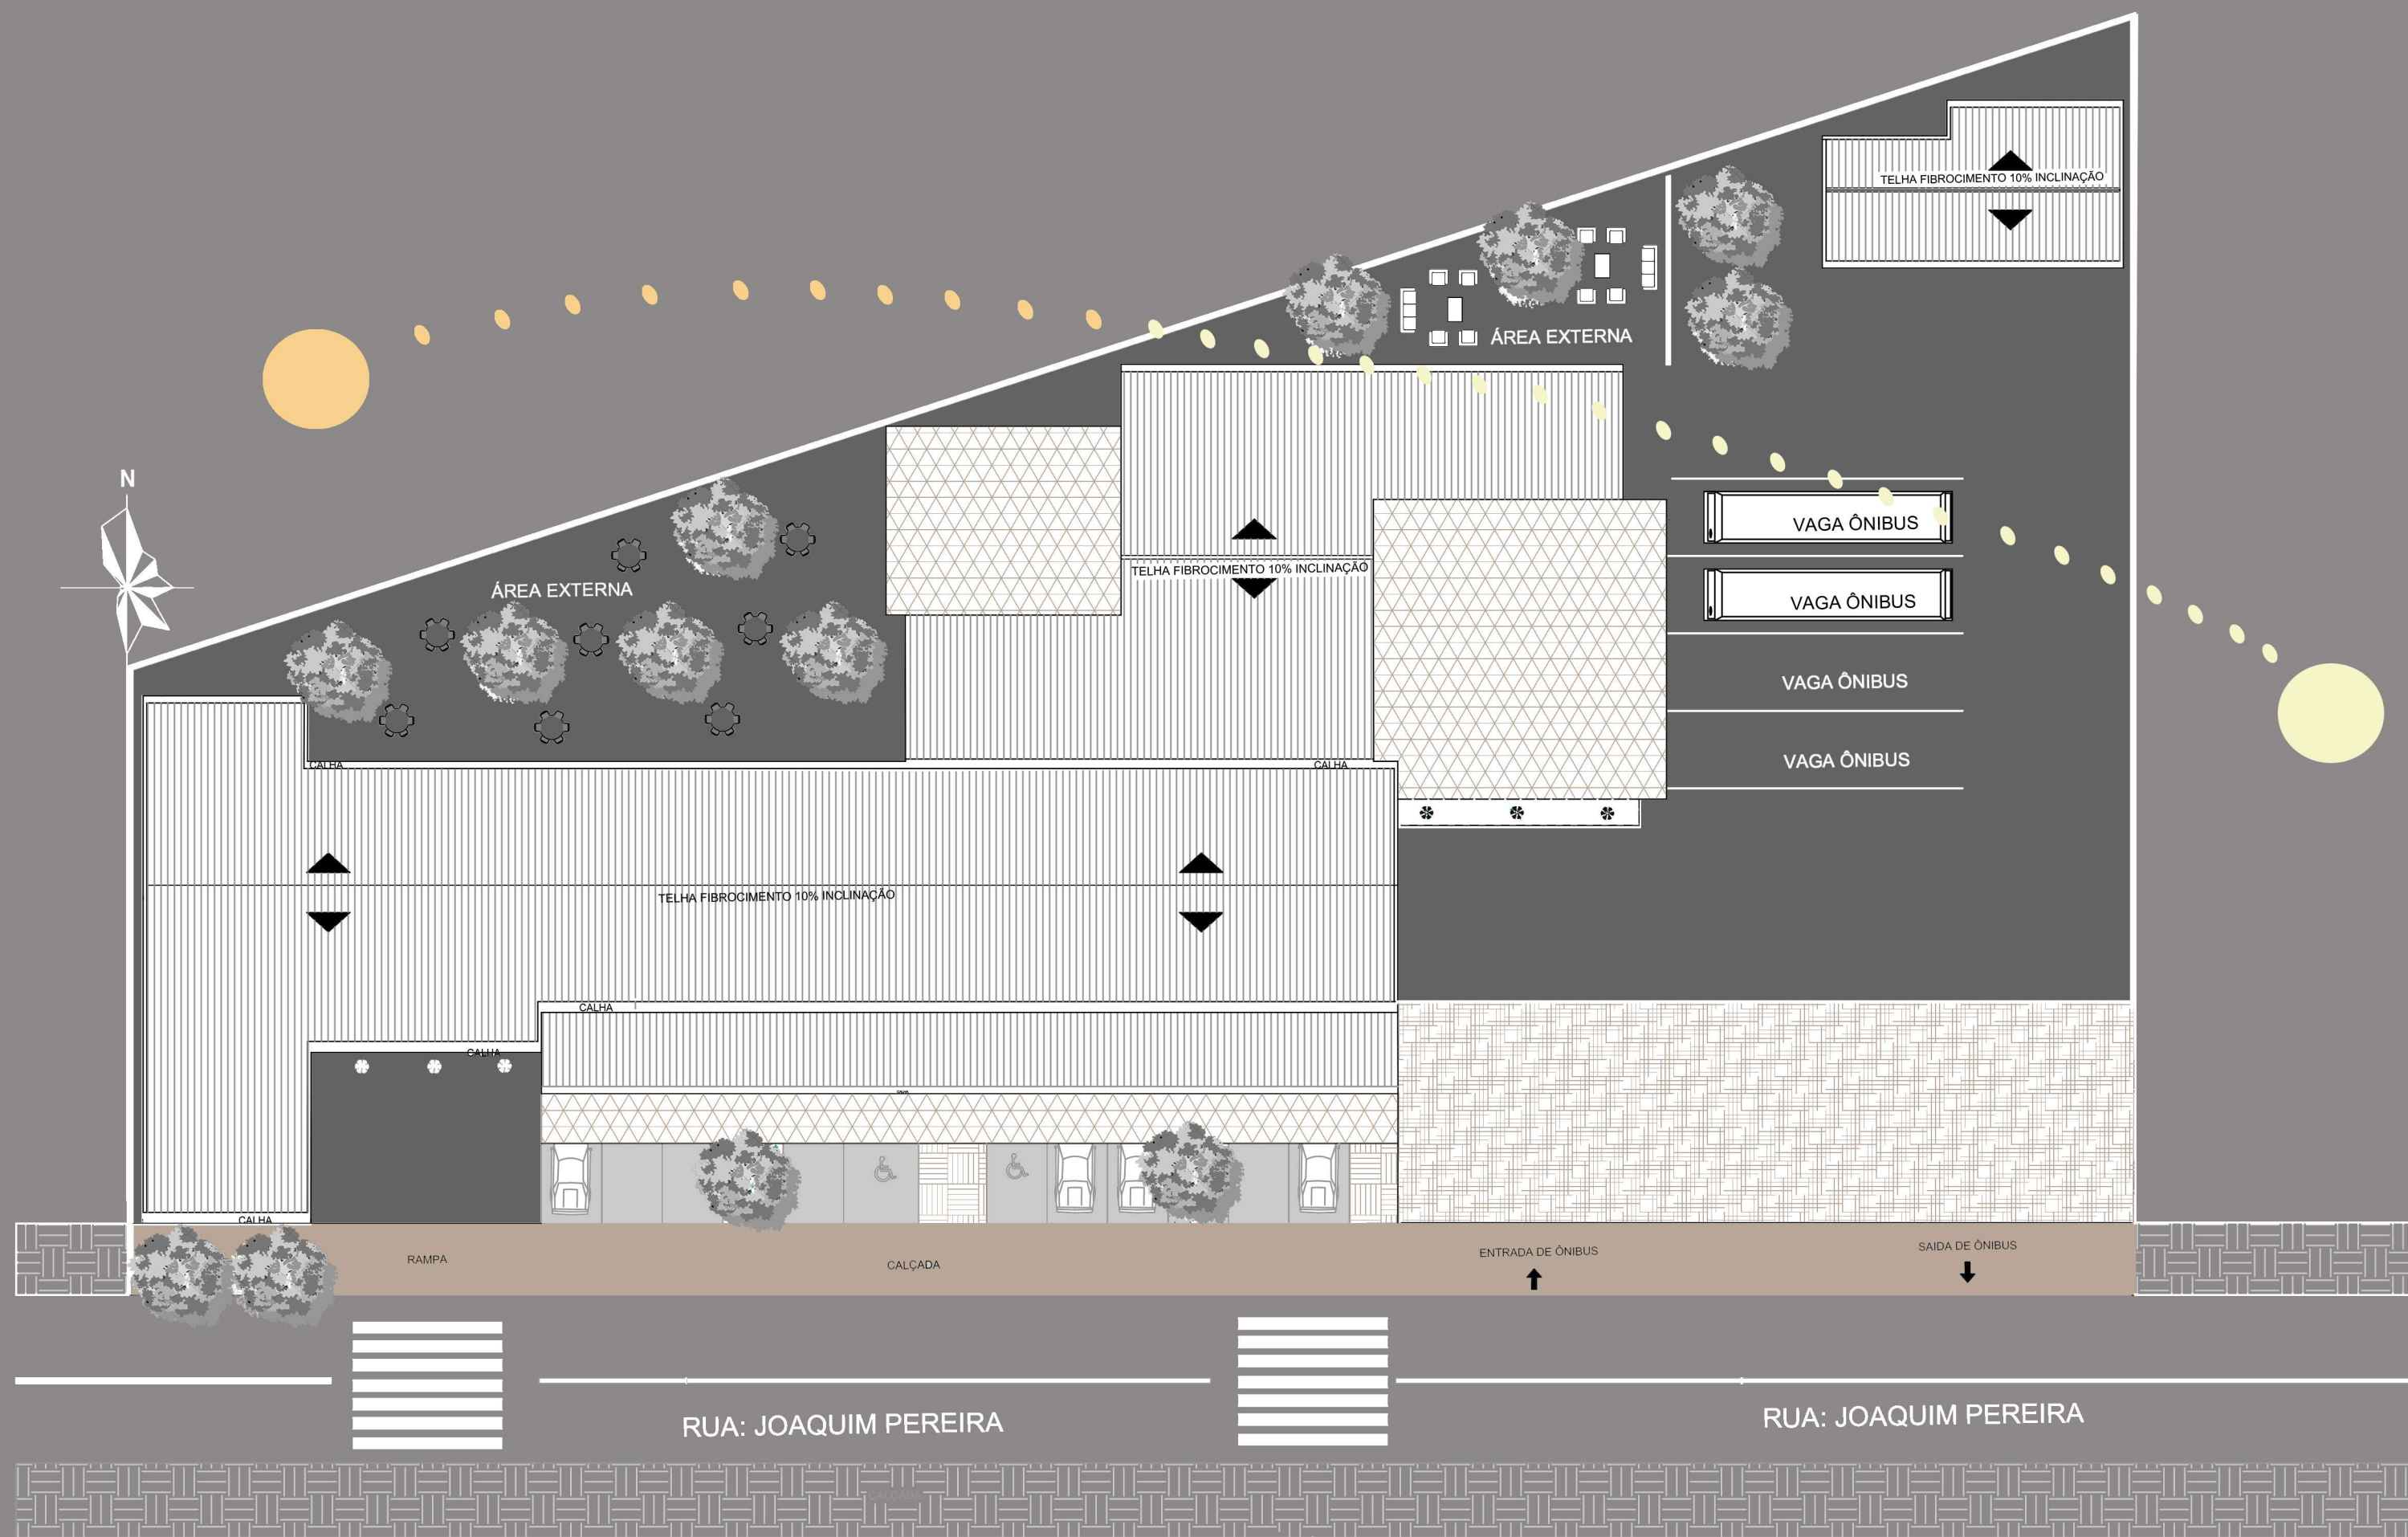 TELHA FIBROCIMENTO 10% INCLINAÇÃO
ÁREA EXTERNA
N
VAGA ÔNIBUS
TELHA FIBROCIMENTO 10% INCLINAÇÃO
ÁREA EXTERNA
VAGA ÔNIBUS
VAGA ÔNIBUS
VAGA ÔNIBUS
CALHA
CALHA
TELHA FIBROCIMENTO 10% INCLINAÇÃO
CALHA
CALHA
CALHA
RAMPA
CALÇADA
ENTRADA DE ÔNIBUS
SAIDA DE ÔNIBUS
RUA: JOAQUIM PEREIRA
RUA: JOAQUIM PEREIRA
CALÇADA